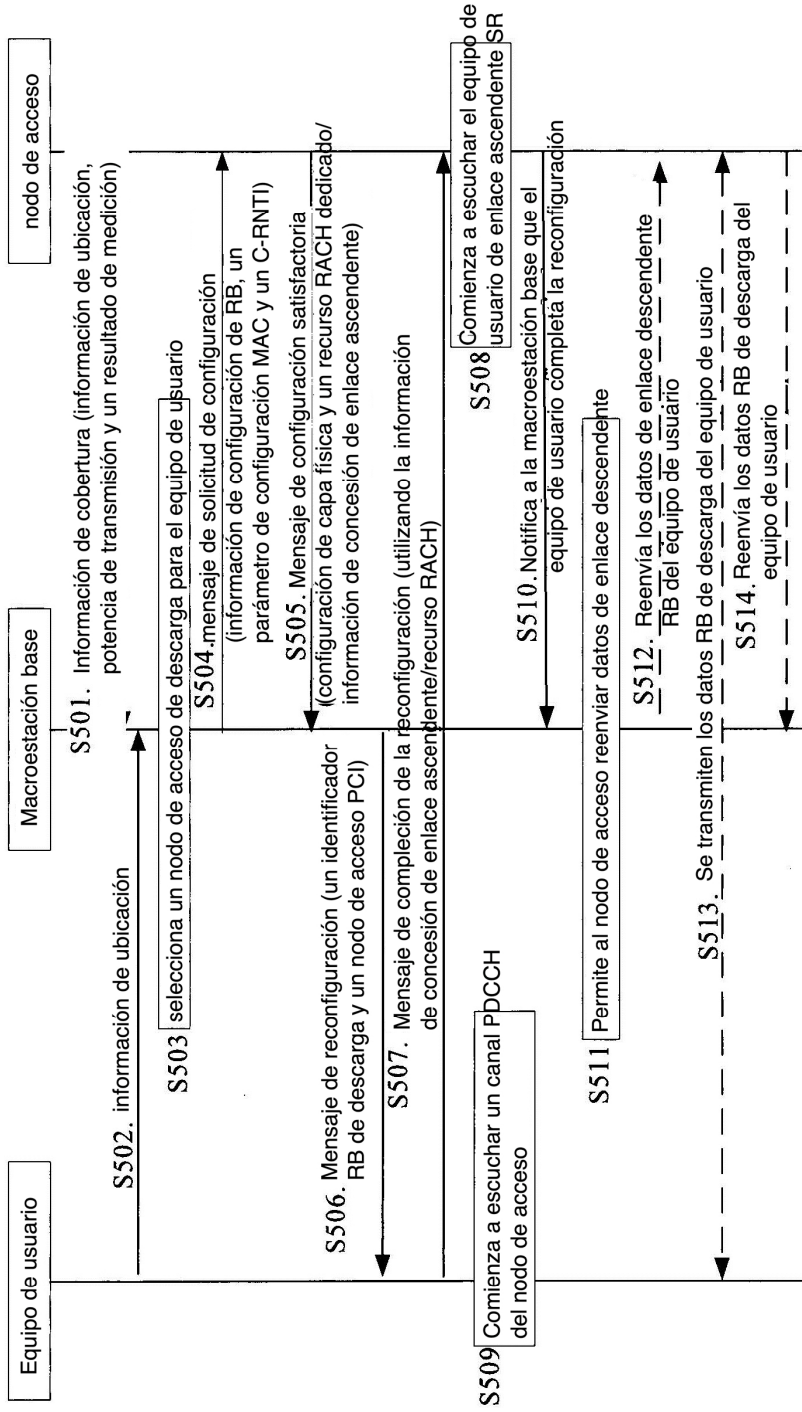 Equipo de usuario
Macroestación base
nodo de acceso
S501. Información de cobertura (información de ubicación,
potencia de transmisión y un resultado de medición)
S502. información de ubicación
S503 selecciona un nodo de acceso de descarga para el equipo de usuario
S504.mensaje de solicitud de configuración
(información de configuración de RB, un
parámetro de configuración MAC y un C-RNTI)
S505. Mensaje de configuración satisfactoria
((configuración de capa física y un recurso RACH dedicado/
información de concesión de enlace ascendente)
S506. Mensaje de reconfiguración (un identificador
RB de descarga y un nodo de acceso PCI)
S507. Mensaje de compleción de la reconfiguración (utilizando la información
de concesión de enlace ascendente/recurso RACH)
S508 Comienza a escuchar el equipo de
usuario de enlace ascendente SR
S509 Comienza a escuchar un canal PDCCH
del nodo de acceso
S510.Notifica a la macroestación base que el
equipo de usuario completa la reconfiguración
S511 Permite al nodo de acceso reenviar datos de enlace descendente
S512. Reenvía los datos de enlace descendente
RB del equipo de usuario
S513. Se transmiten los datos RB de descarga del equipo de usuario
S514. Reenvía los datos RB de descarga del
equipo de usuario